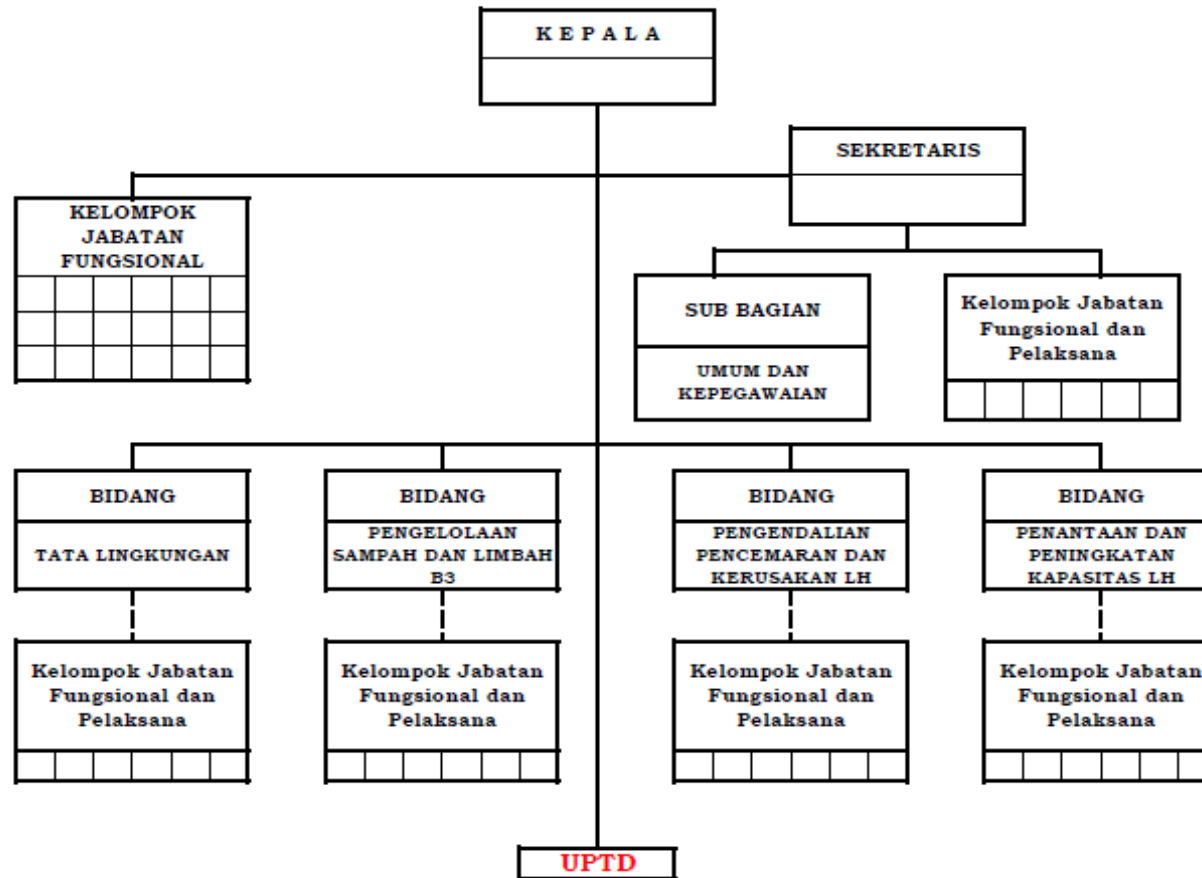 K E P A L A
SEKRETARIS
KELOMPOK
JABATAN
FUNGSIONAL
SUB BAGIAN
UMUM DAN
KEPEGAWAIAN
Kelompok Jabatan
Fungsional dan
Pelaksana
BIDANG
TATA LINGKUNGAN
BIDANG
PENGELOLAAN
SAMPAH DAN LIMBAH
B3
BIDANG
PENGENDALIAN
PENCEMARAN DAN
KERUSAKAN LH
BIDANG
PENANTAAN DAN
PENINGKATAN
KAPASITAS LH
Kelompok Jabatan
Fungsional dan
Pelaksana
Kelompok Jabatan
Fungsional dan
Pelaksana
Kelompok Jabatan
Fungsional dan
Pelaksana
Kelompok Jabatan
Fungsional dan
Pelaksana
UPTD